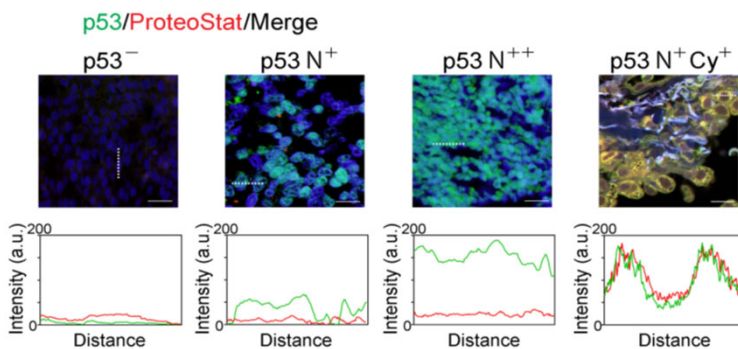 p53/ProteoStat/Merge
p53⁻ p53 N⁺ p53 N⁺⁺ p53 N⁺Cy⁺
200 200 200 200
Intensity (a.u.) Intensity (a.u.) Intensity (a.u.) Intensity (a.u.)
0 0 0 0
Distance Distance Distance Distance